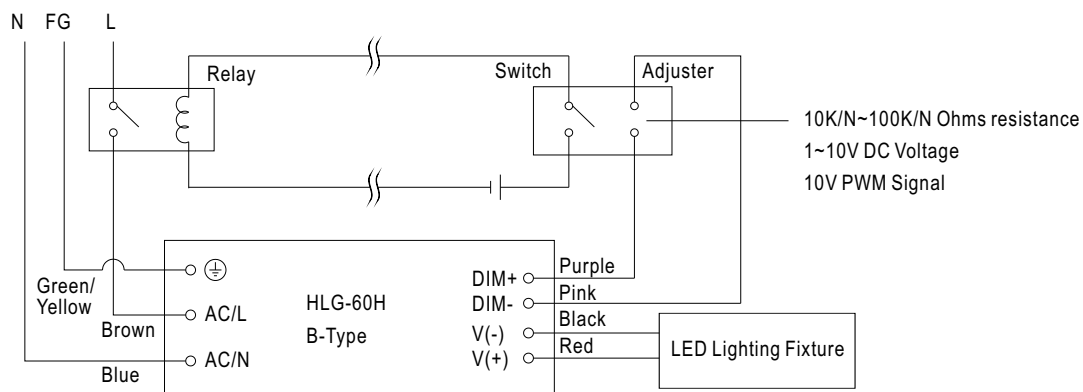 N FG L
Relay
Switch
Adjuster
10K/N~100K/N Ohms resistance
1~10V DC Voltage
10V PWM Signal
Green/
Yellow
Brown
Blue
AC/L
AC/N
HLG-60H
B-Type
DIM+
DIM-
V(-)
V(+)
Purple
Pink
Black
Red
LED Lighting Fixture